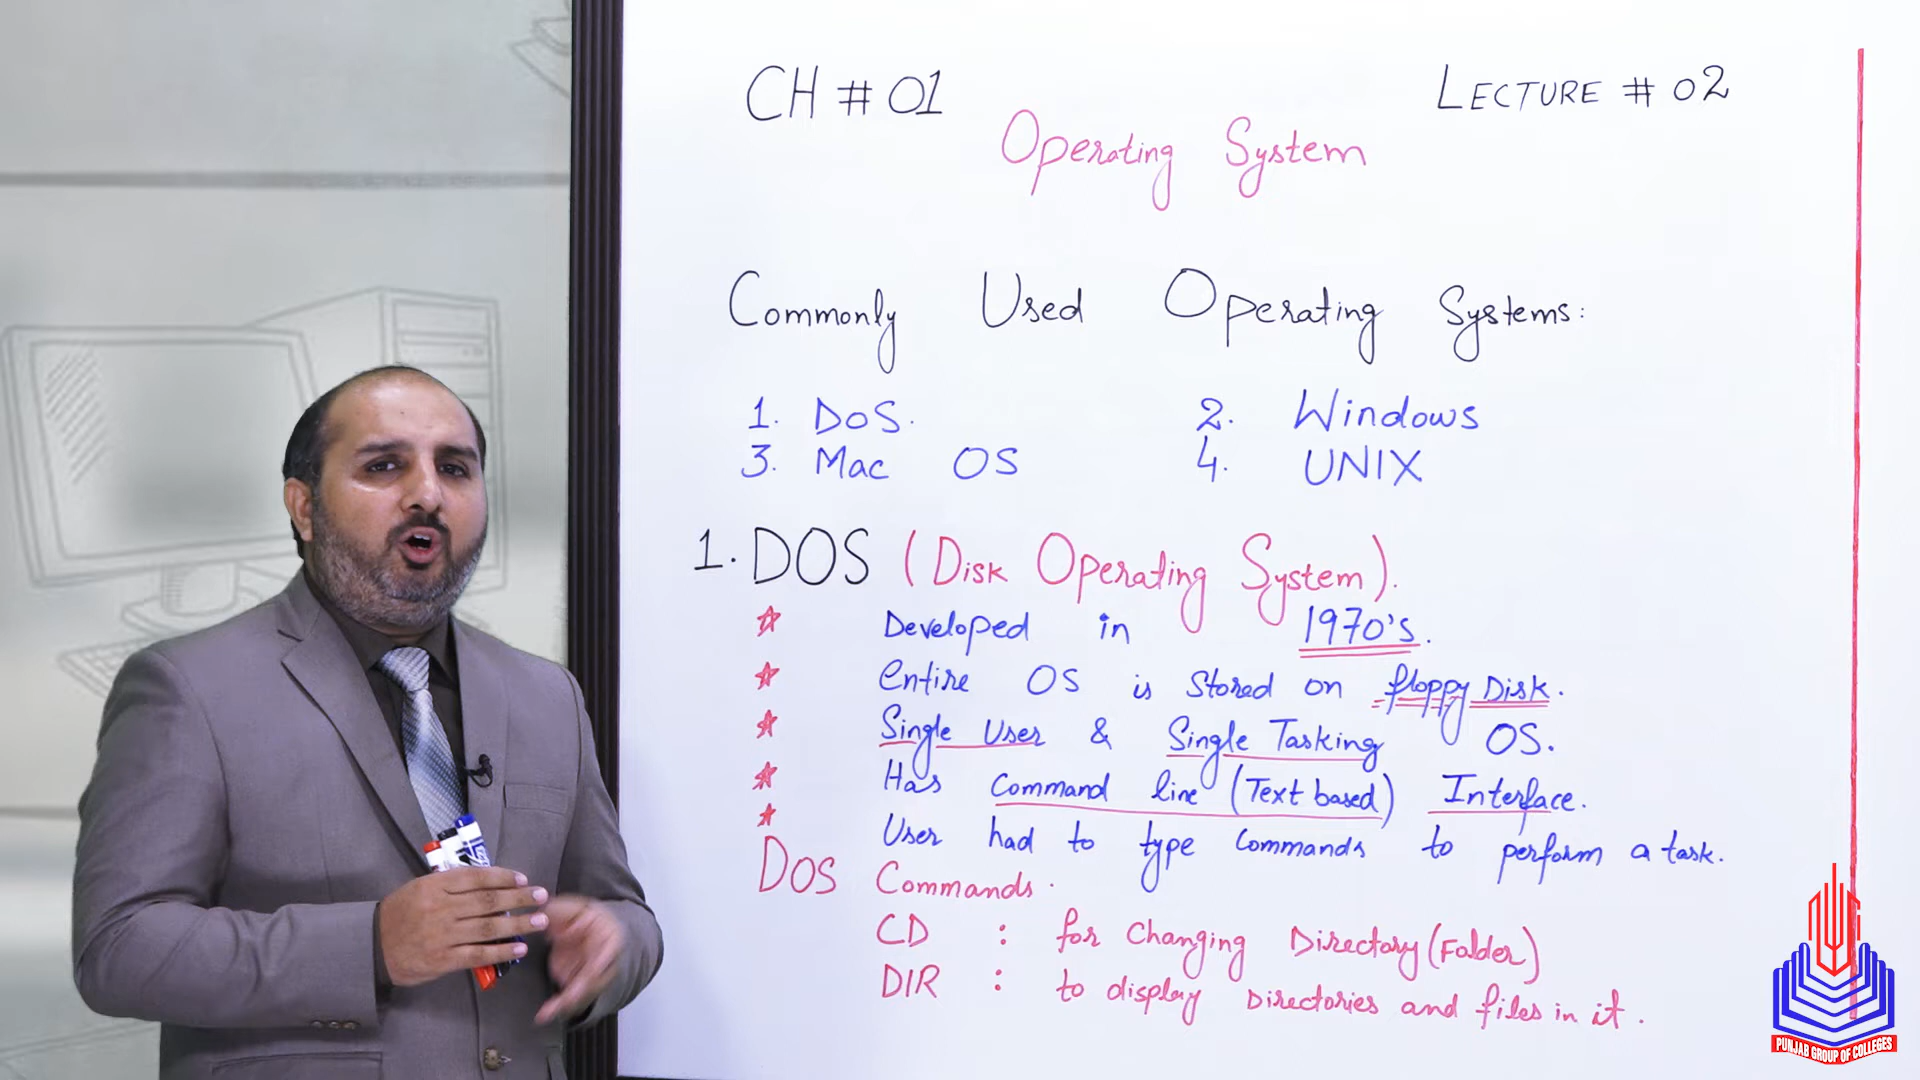 CH # 01
LECTURE # 02
Operating System
Commonly Used Operating Systems:
1. DoS.
2. Windows
3. Mac OS
4. UNIX
1. DOS (Disk Operating System).
☆ Developed in 1970's.
☆ Entire OS is Stored on floppy Disk.
☆ Single User & Single Tasking OS.
☆ Has Command line (Text based) Interface.
☆ User had to type Commands to perform a task.
DOS Commands.
CD : for Changing Directory (Folder)
DIR : to display Directories and files in it.
PUNJAB GROUP OF COLLEGES